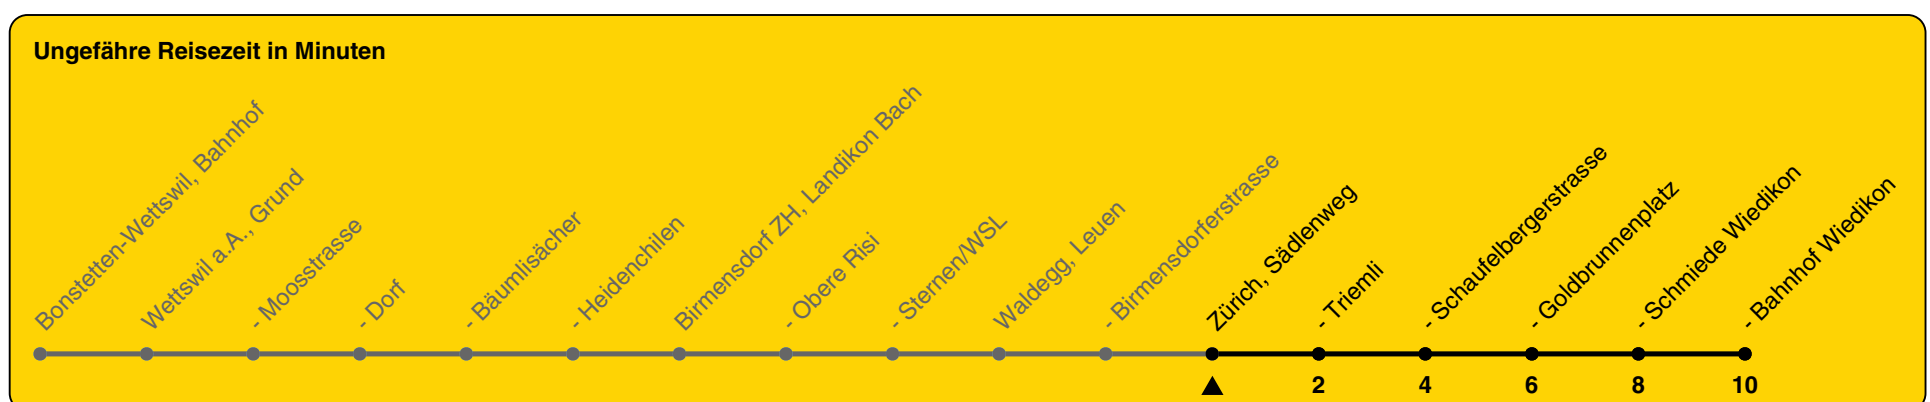 Ungefähre Reisezeit in Minuten
Bonstetten-Wettswil, Bahnhof
Wettswil a.A., Grund
- Moosstrasse
- Dorf
- Bäumlisächer
- Heidenchilen
Birmensdorf ZH, Landikon Bach
- Obere Risi
- Sternen/WSL
Waldegg, Leuen
- Birmensdorferstrasse
Zürich, Sädlenweg
- Triemli
- Schaufelbergerstrasse
- Goldbrunnenplatz
- Schmiede Wiedikon
- Bahnhof Wiedikon
2 4 6 8 10